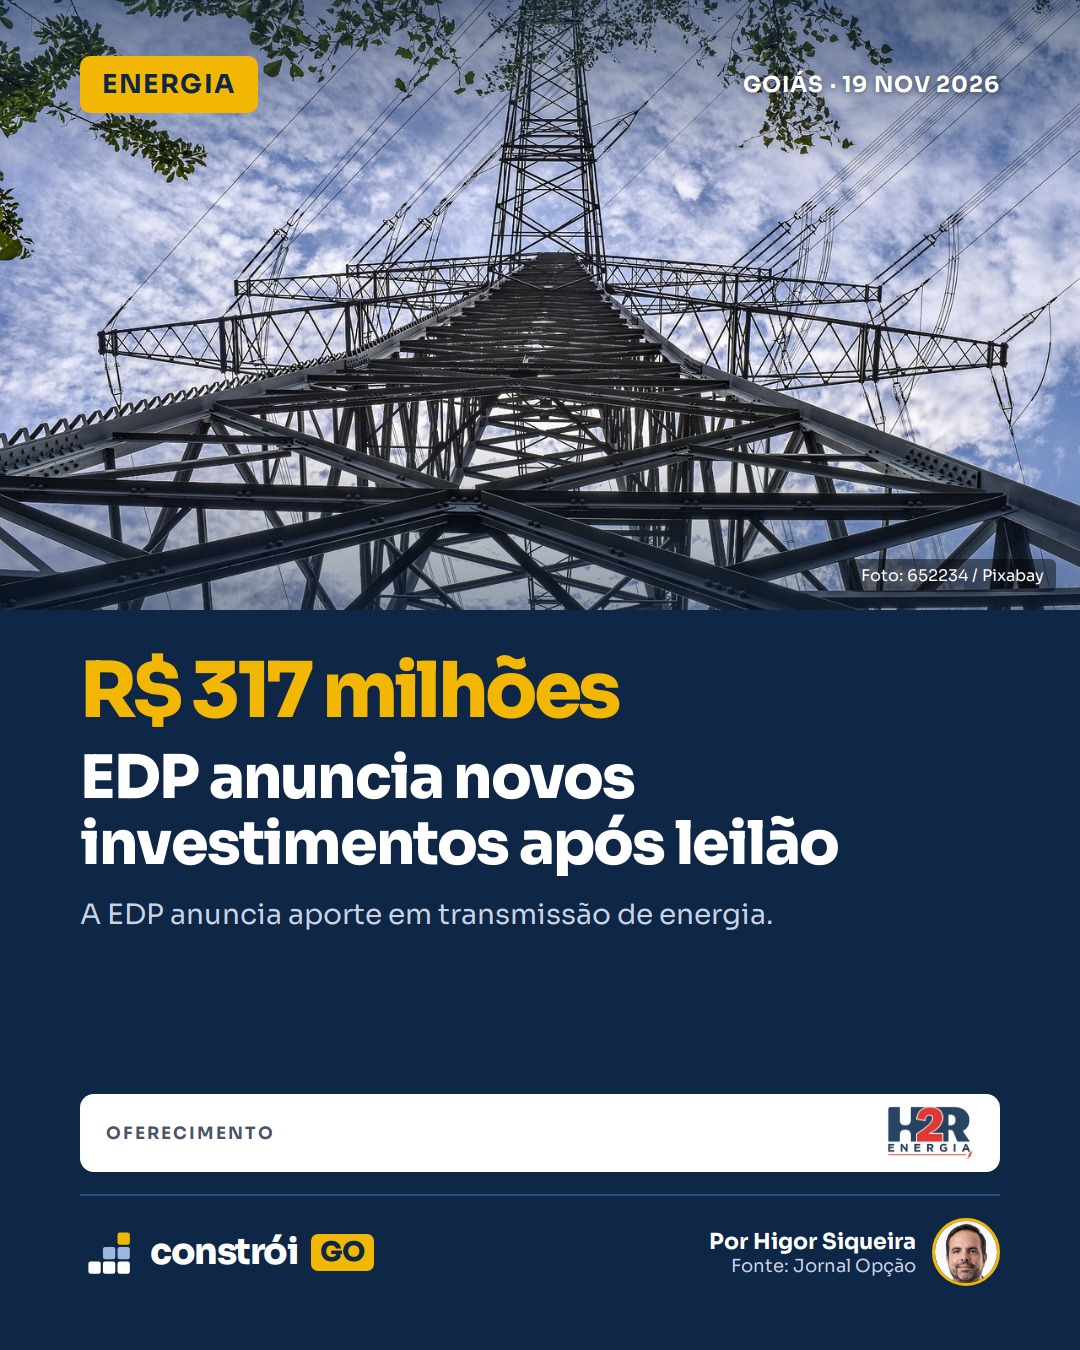 ENERGIA
GOIÁS · 19 NOV 2026
Foto: 652234 / Pixabay
R$ 317 milhões
EDP anuncia novos
investimentos após leilão
A EDP anuncia aporte em transmissão de energia.
OFERECIMENTO
H2R
ENERGIA
constrói GO
Por Higor Siqueira
Fonte: Jornal Opção